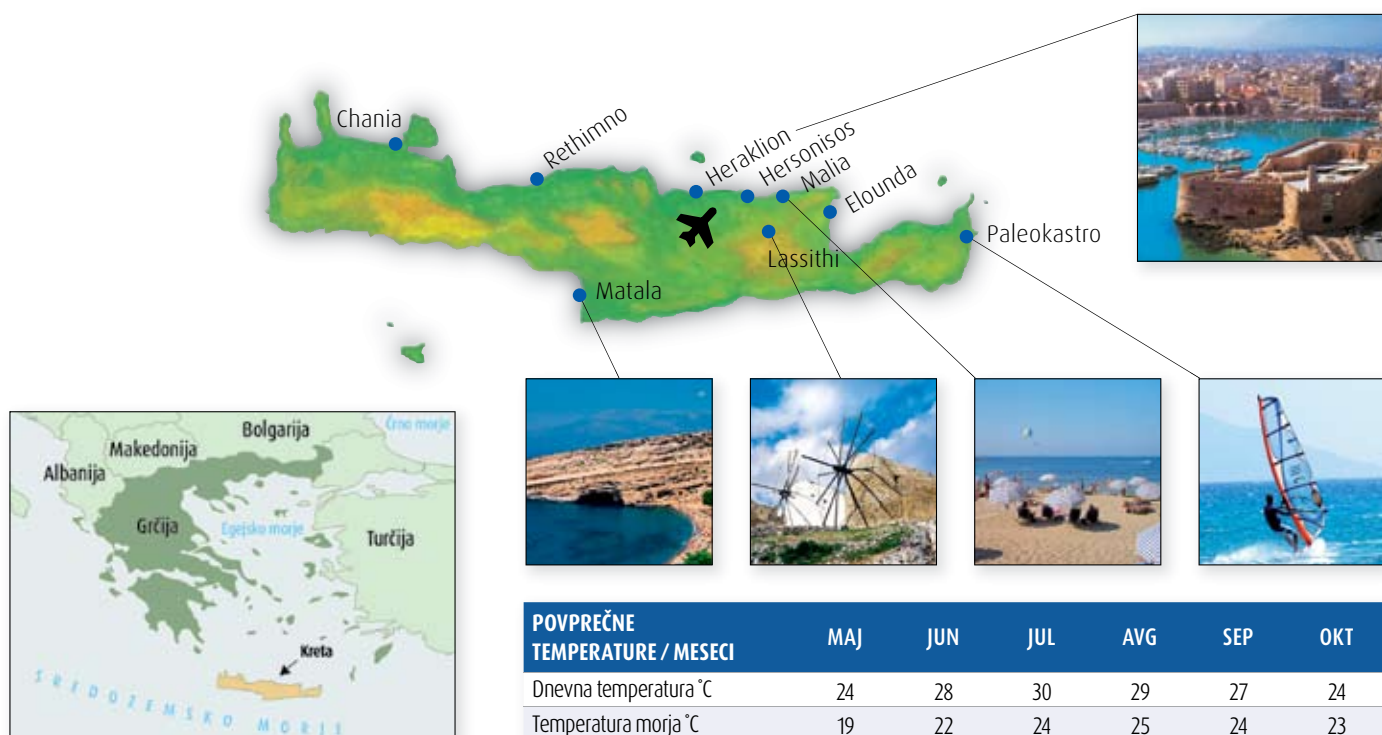 Chania
Rethimno
Heraklion
Hersonisos
Malia
Elounda
Lassithi
Paleokastro
Matala
Črno morje
Bolgarija
Makedonija
Albanija
Grčija
Egejsko morje
Turčija
Kreta
SREDOZEMSKO MORJE
POVPREČNE
TEMPERATURE / MESECI MAJ JUN JUL AVG SEP OKT
Dnevna temperatura °C 24 28 30 29 27 24
Temperatura morja °C 19 22 24 25 24 23